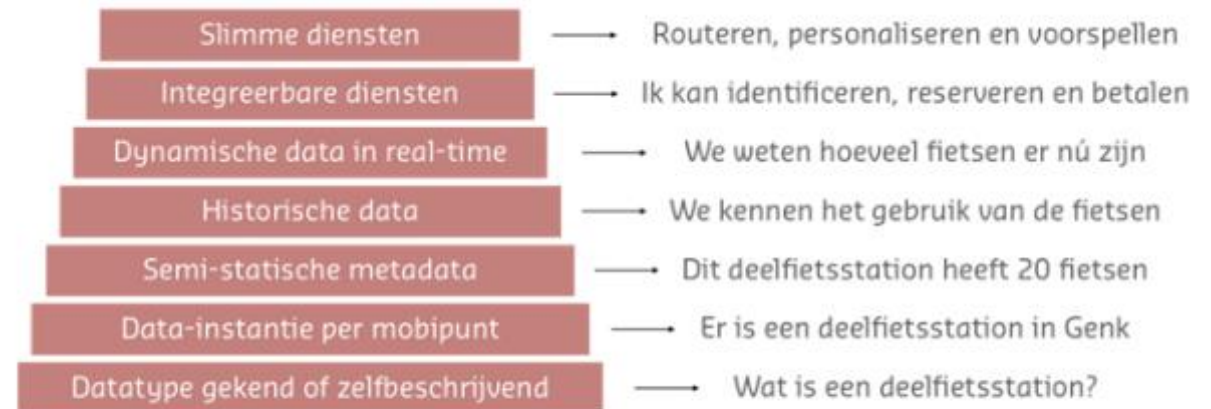 Slimme diensten → Routeren, personaliseren en voorspellen
Integreerbare diensten → Ik kan identificeren, reserveren en betalen
Dynamische data in real-time → We weten hoeveel fietsen er nú zijn
Historische data → We kennen het gebruik van de fietsen
Semi-statische metadata → Dit deelfietsstation heeft 20 fietsen
Data-instantie per mobipunt → Er is een deelfietsstation in Genk
Datatype gekend of zelfbeschrijvend → Wat is een deelfietsstation?